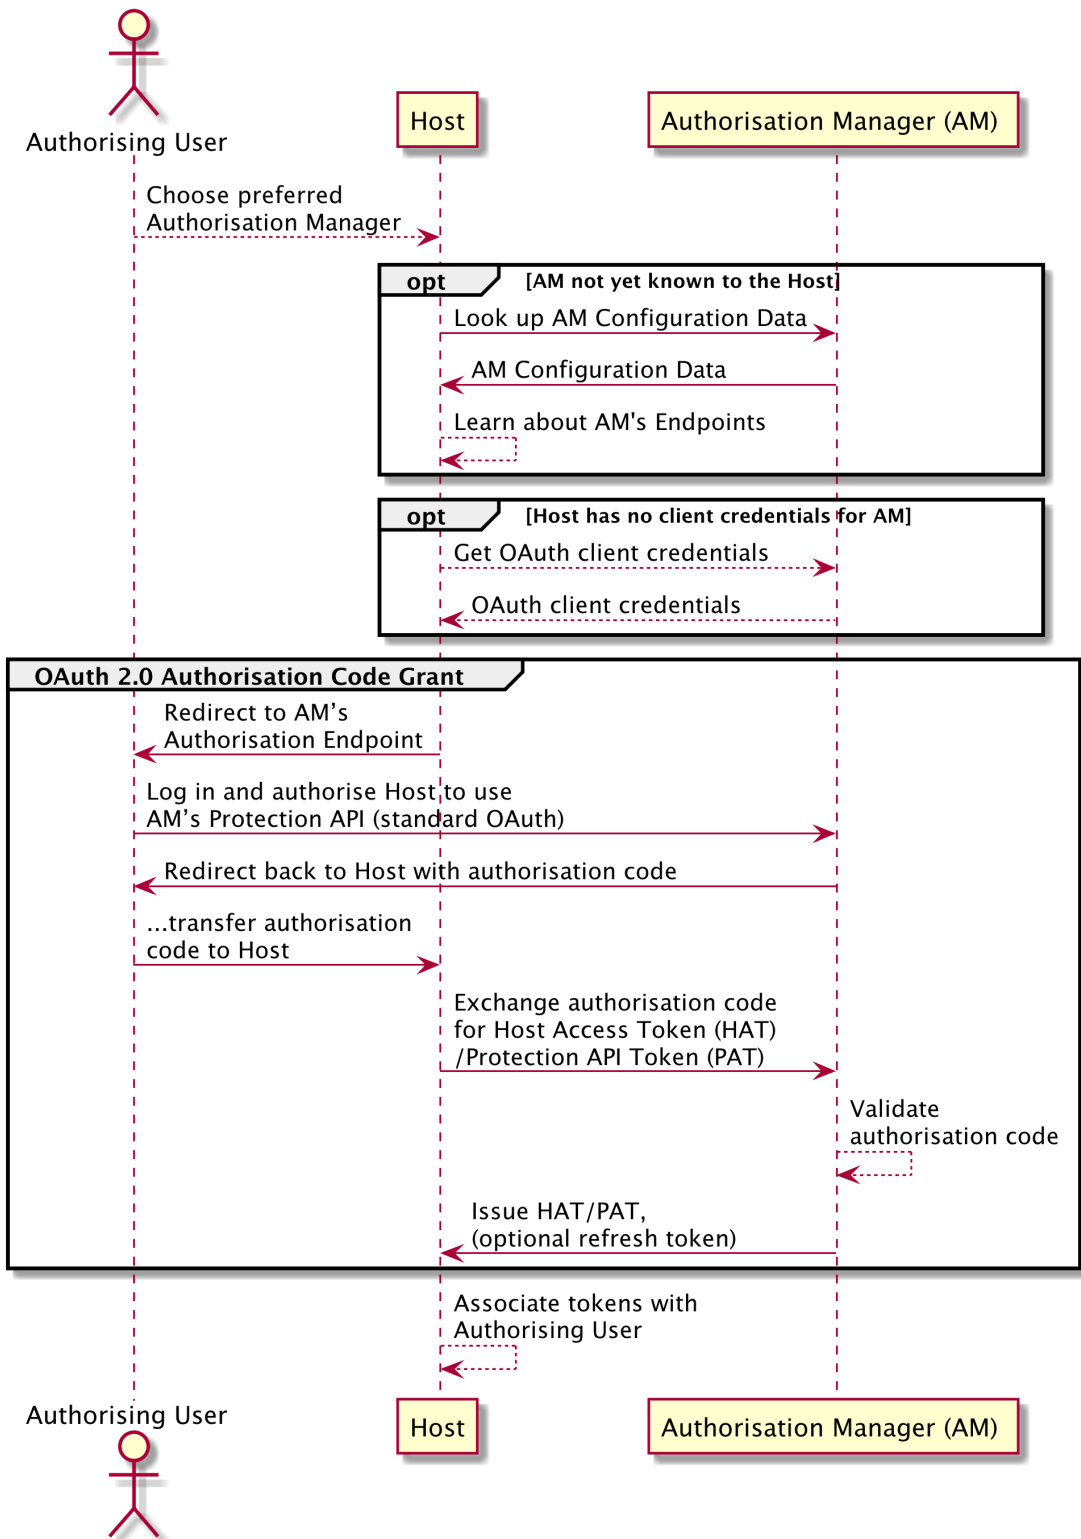 Authorising User
Host
Authorisation Manager (AM)
Choose preferred
Authorisation Manager
opt
[AM not yet known to the Host]
Look up AM Configuration Data
AM Configuration Data
Learn about AM's Endpoints
opt
[Host has no client credentials for AM]
Get OAuth client credentials
OAuth client credentials
OAuth 2.0 Authorisation Code Grant
Redirect to AM’s
Authorisation Endpoint
Log in and authorise Host to use
AM’s Protection API (standard OAuth)
Redirect back to Host with authorisation code
...transfer authorisation
code to Host
Exchange authorisation code
for Host Access Token (HAT)
/Protection API Token (PAT)
Validate
authorisation code
Issue HAT/PAT,
(optional refresh token)
Associate tokens with
Authorising User
Authorising User
Host
Authorisation Manager (AM)